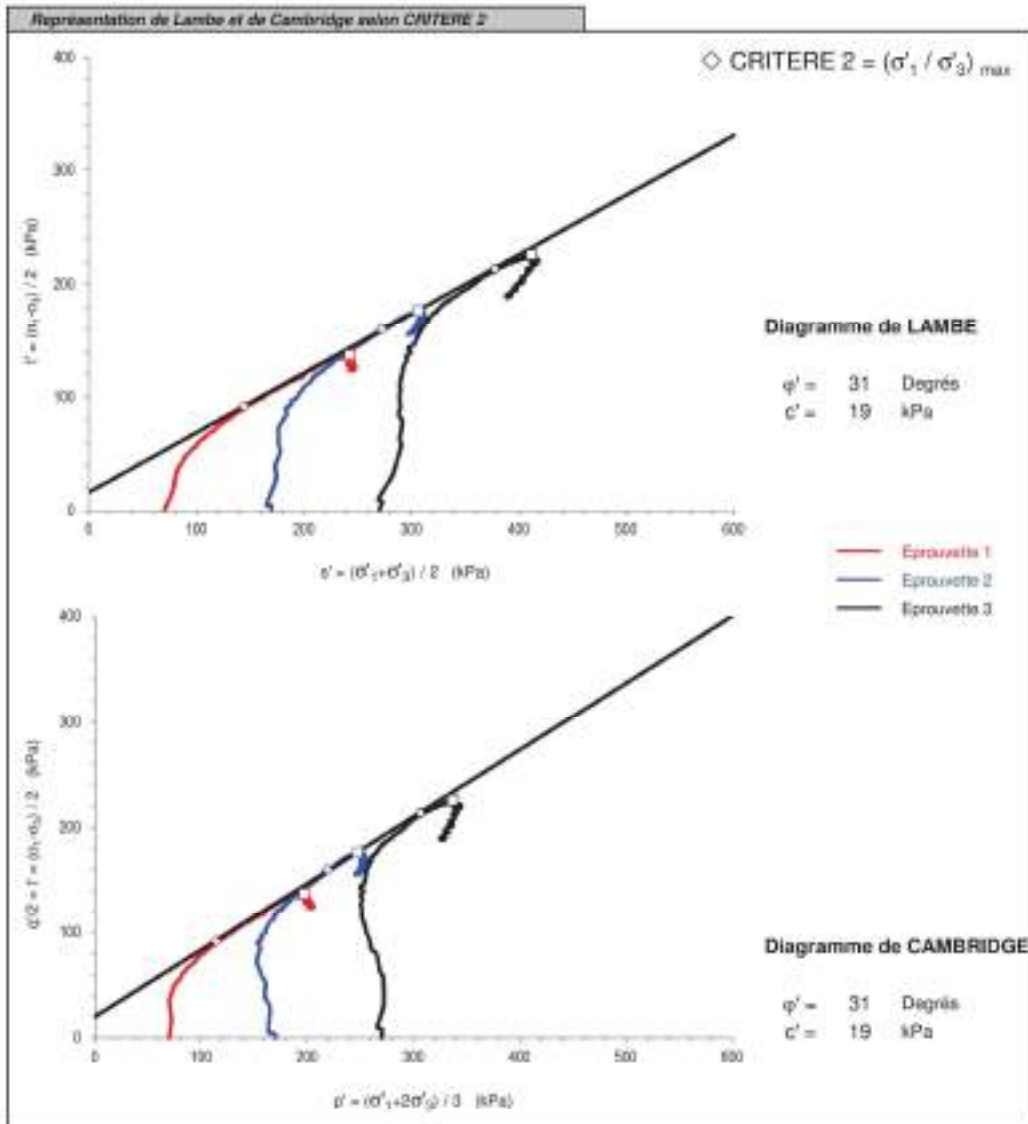 Représentation de Lambe et de Cambridge selon CRITERE 2
◇ CRITERE 2 = (σ'₁ / σ'₃) max
400
300
200
100
0
t' = (σ₁-σ₃) / 2 (kPa)
0 100 200 300 400 500 600
s' = (σ'₁+σ'₃) / 2 (kPa)
Diagramme de LAMBE
φ' = 31 Degrés
c' = 19 kPa
Eprouvette 1
Eprouvette 2
Eprouvette 3
400
300
200
100
0
q/2 = t' = (σ₁-σ₃) / 2 (kPa)
0 100 200 300 400 500 600
p' = (σ'₁+2σ'₃) / 3 (kPa)
Diagramme de CAMBRIDGE
φ' = 31 Degrés
c' = 19 kPa